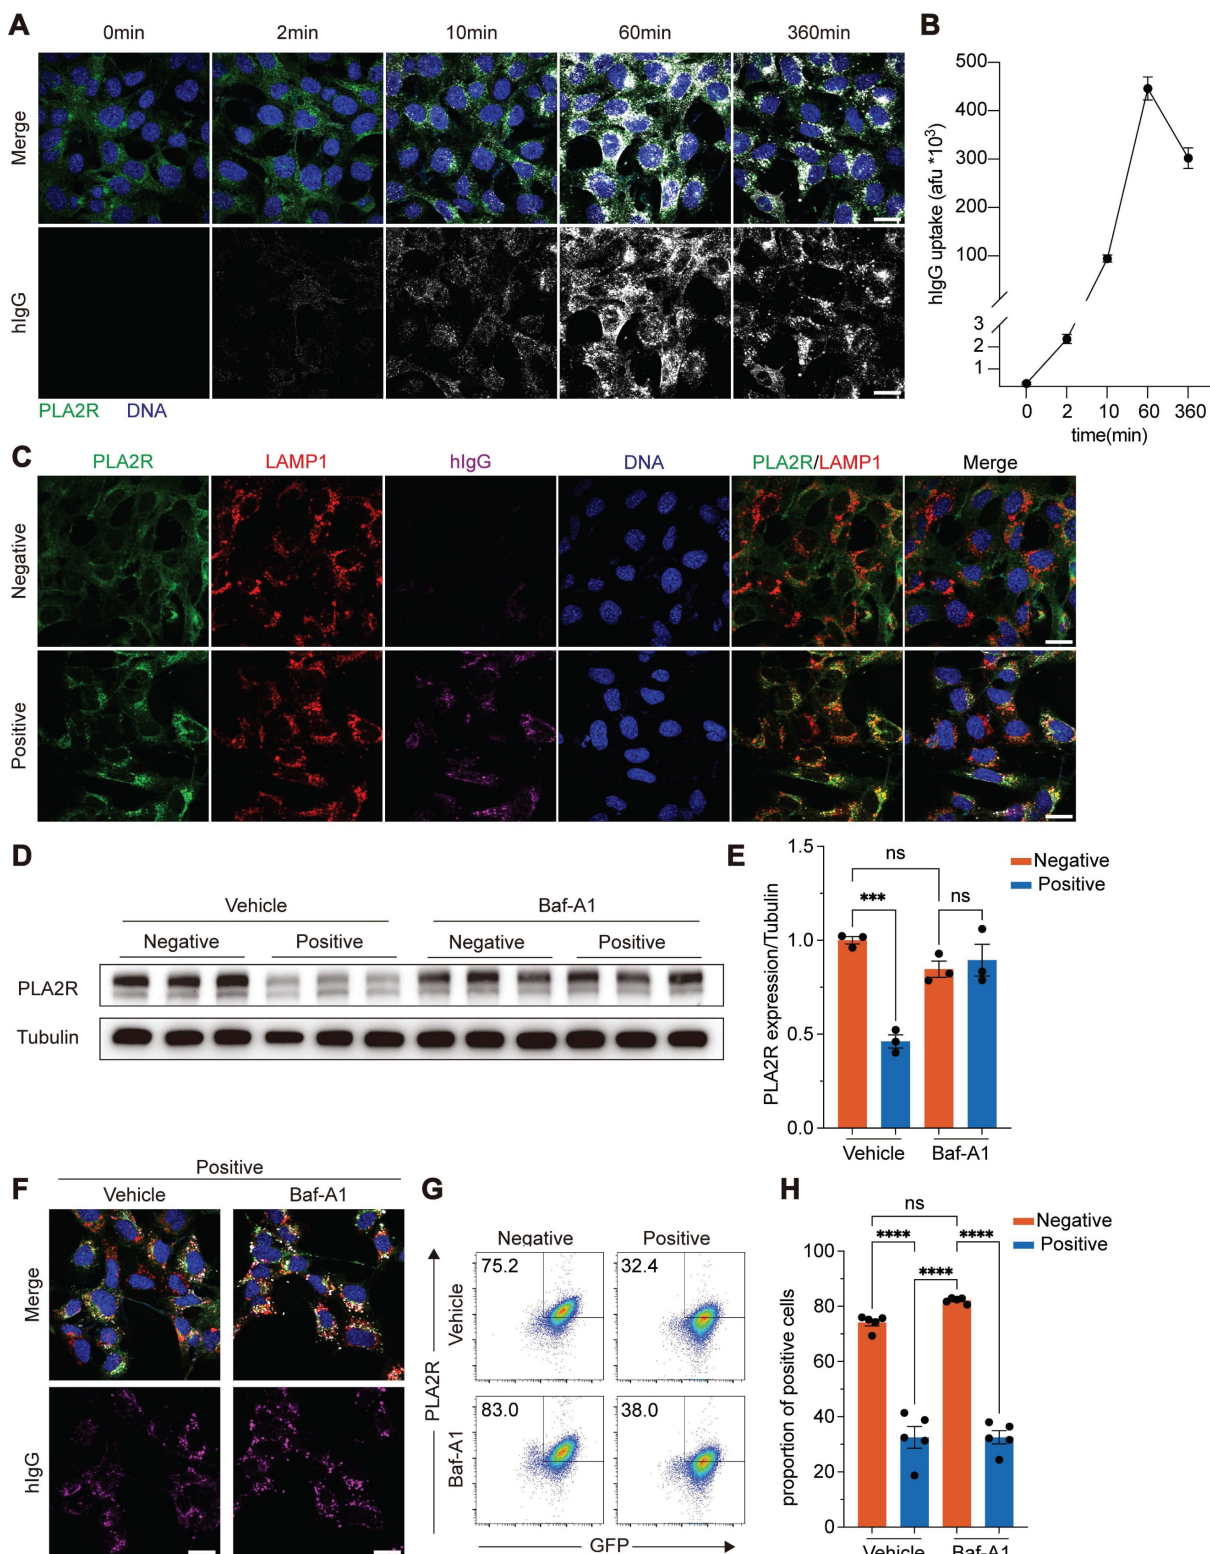 A
0min 2min 10min 60min 360min
Merge
hIgG
PLA2R DNA
B
500
400
300
200
100
3
2
1
hIgG uptake (afu *10³)
0 2 10 60 360
time(min)
C
PLA2R LAMP1 hIgG DNA PLA2R/LAMP1 Merge
Negative
Positive
D
Vehicle Baf-A1
Negative Positive Negative Positive
PLA2R
Tubulin
E
1.5
1.0
0.5
0.0
PLA2R expression/Tubulin
ns
*** ns
Negative
Positive
Vehicle Baf-A1
F
Positive
Vehicle Baf-A1
Merge
hIgG
G
Negative Positive
75.2 32.4
Vehicle
83.0 38.0
Baf-A1
PLA2R
GFP
H
ns
**** ****
****
Negative
Positive
100
80
60
40
20
0
proportion of positive cells
Vehicle Baf-A1